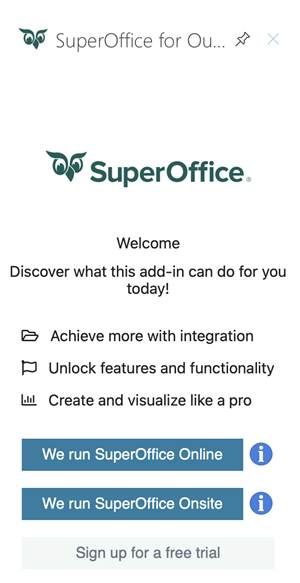 SuperOffice for Ou...
SuperOffice®
Welcome
Discover what this add-in can do for you
today!
Achieve more with integration
Unlock features and functionality
Create and visualize like a pro
We run SuperOffice Online
i
We run SuperOffice Onsite
i
Sign up for a free trial